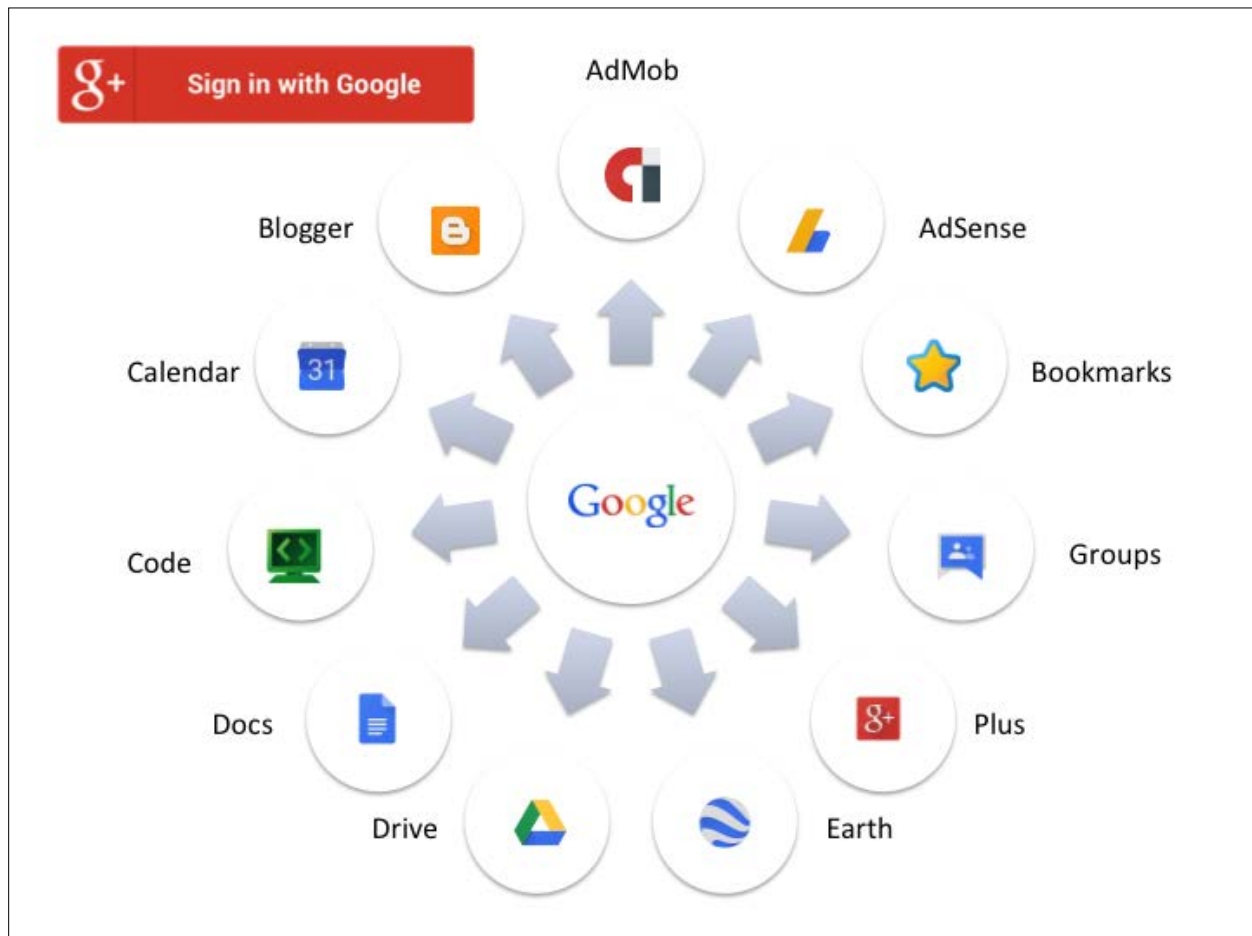 g+ Sign in with Google
AdMob
Blogger
AdSense
Calendar
31
Bookmarks
Google
Code
Groups
Docs
g+
Plus
Drive
Earth